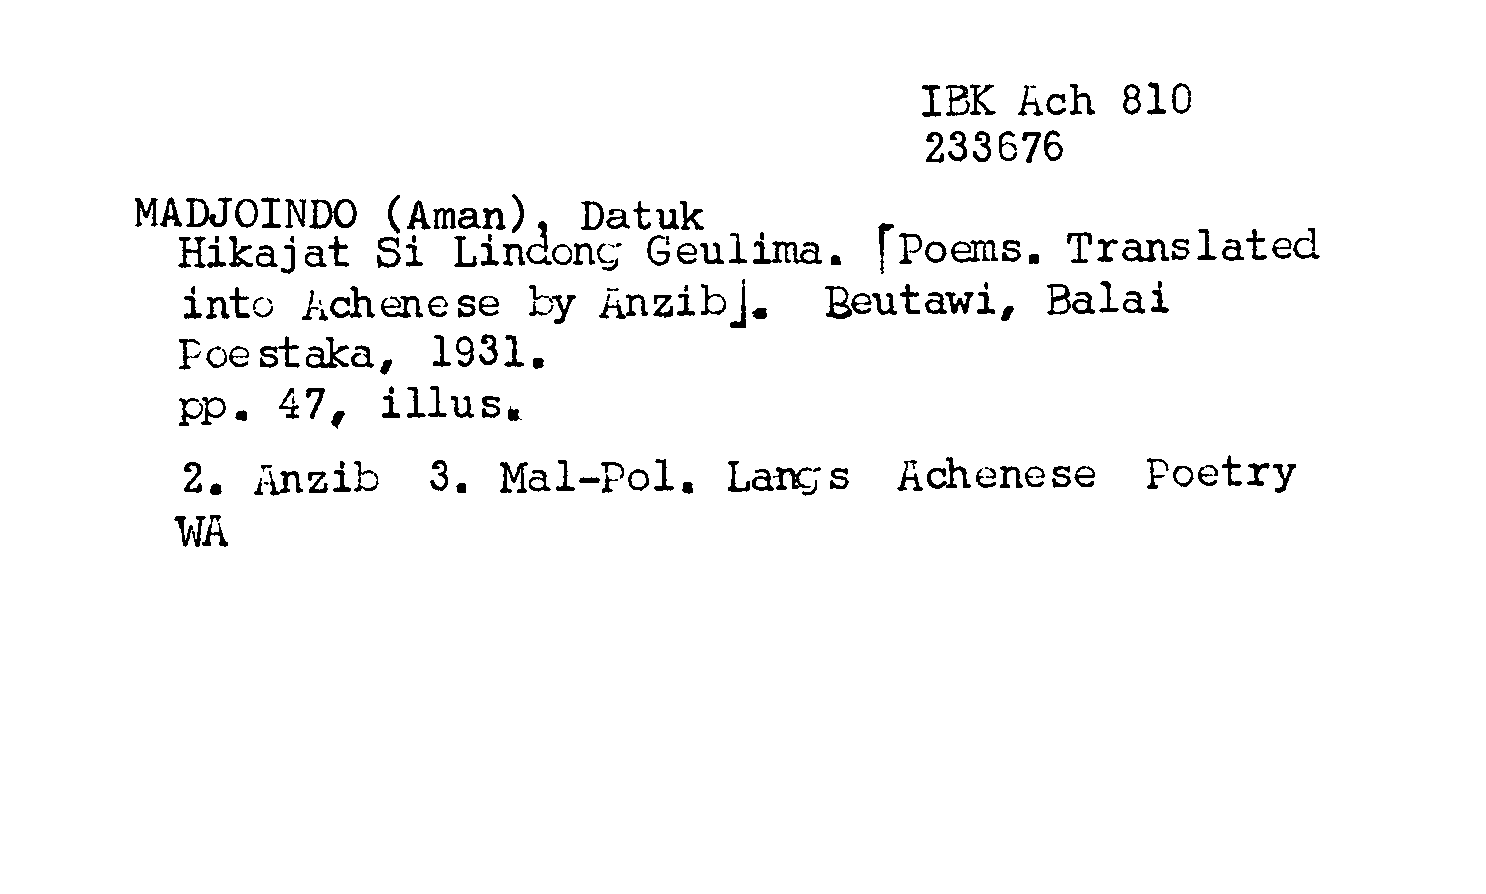 IBK Ach 810
233676
MADJOINDO (Aman), Datuk
Hikajat Si Lindong Geulima. ⌈Poems. Translated
into Achenese by Anzib⌋. Beutawi, Balai
Poestaka, 1931.
pp. 47, illus.
2. Anzib 3. Mal-Pol. Langs Achenese Poetry
WA